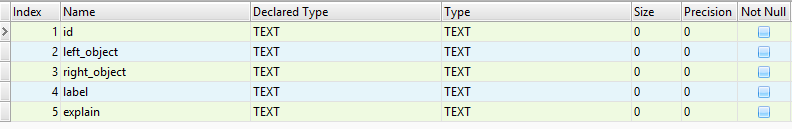 Index Name Declared Type Type Size Precision Not Null
1 id TEXT TEXT 0 0
2 left_object TEXT TEXT 0 0
3 right_object TEXT TEXT 0 0
4 label TEXT TEXT 0 0
5 explain TEXT TEXT 0 0